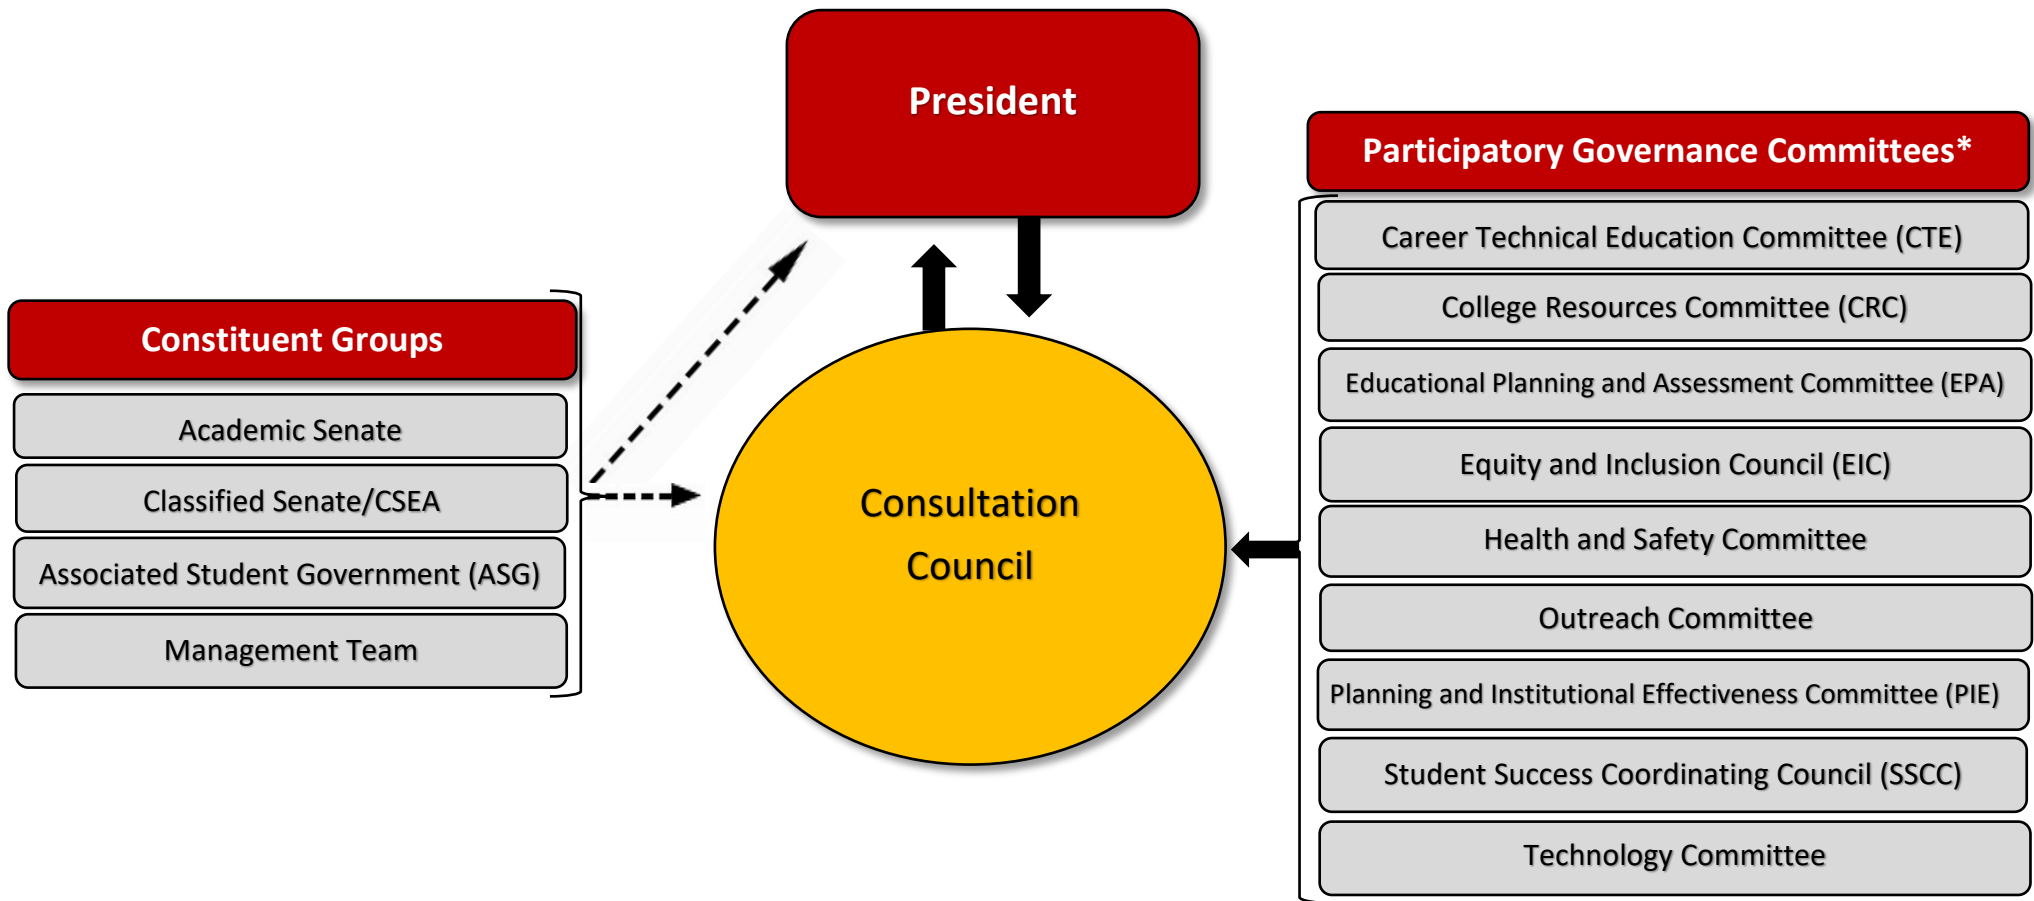 President
Participatory Governance Committees*
Career Technical Education Committee (CTE)
College Resources Committee (CRC)
Educational Planning and Assessment Committee (EPA)
Equity and Inclusion Council (EIC)
Health and Safety Committee
Outreach Committee
Planning and Institutional Effectiveness Committee (PIE)
Student Success Coordinating Council (SSCC)
Technology Committee
Constituent Groups
Academic Senate
Classified Senate/CSEA
Associated Student Government (ASG)
Management Team
Consultation
Council